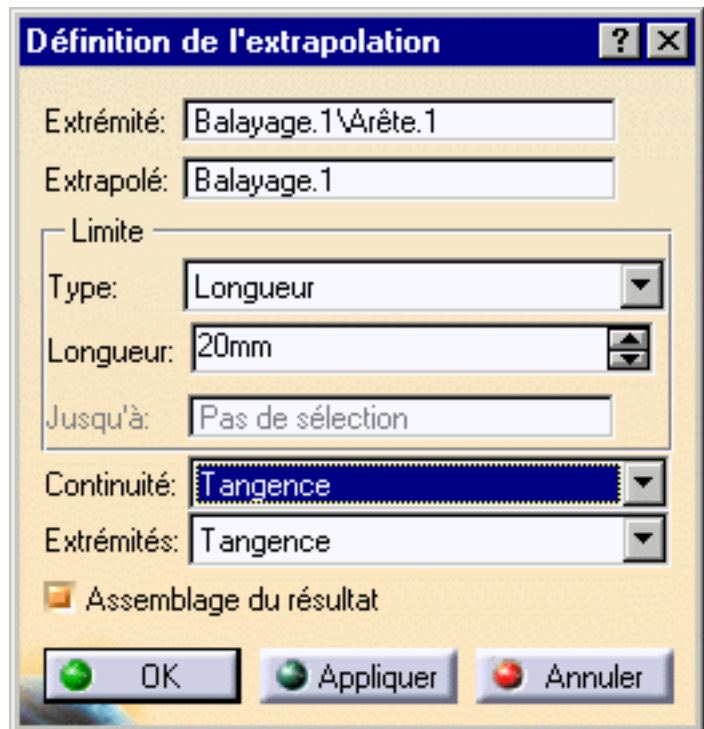 Définition de l'extrapolation ? ×
Extrémité: Balayage.1\Arête.1
Extrapolé: Balayage.1
Limite
Type: Longueur
Longueur: 20mm
Jusqu'à: Pas de sélection
Continuité: Tangence
Extrémités: Tangence
Assemblage du résultat
OK Appliquer Annuler